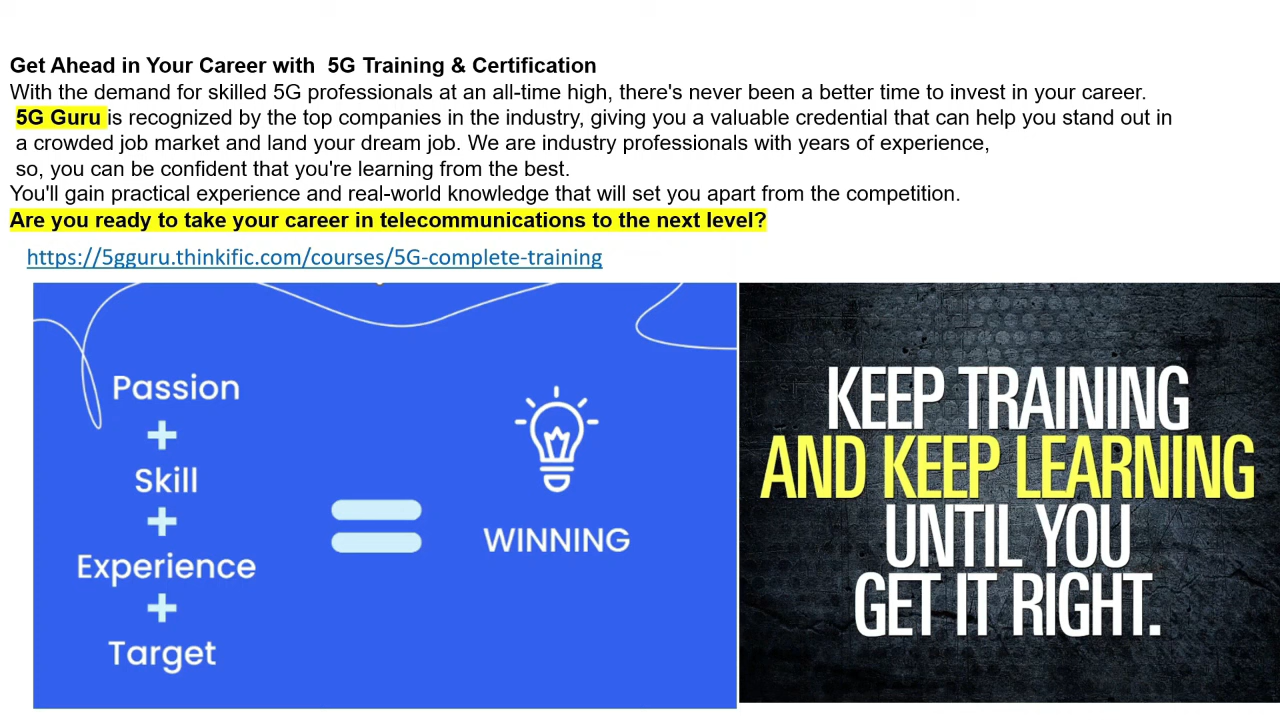 Get Ahead in Your Career with  5G Training & Certification
With the demand for skilled 5G professionals at an all-time high, there's never been a better time to invest in your career.
5G Guru is recognized by the top companies in the industry, giving you a valuable credential that can help you stand out in
a crowded job market and land your dream job. We are industry professionals with years of experience,
so, you can be confident that you're learning from the best.
You'll gain practical experience and real-world knowledge that will set you apart from the competition.
Are you ready to take your career in telecommunications to the next level?
https://5gguru.thinkific.com/courses/5G-complete-training
Passion
+
Skill
+
Experience
+
Target
=
WINNING
KEEP TRAINING
AND KEEP LEARNING
UNTIL YOU
GET IT RIGHT.